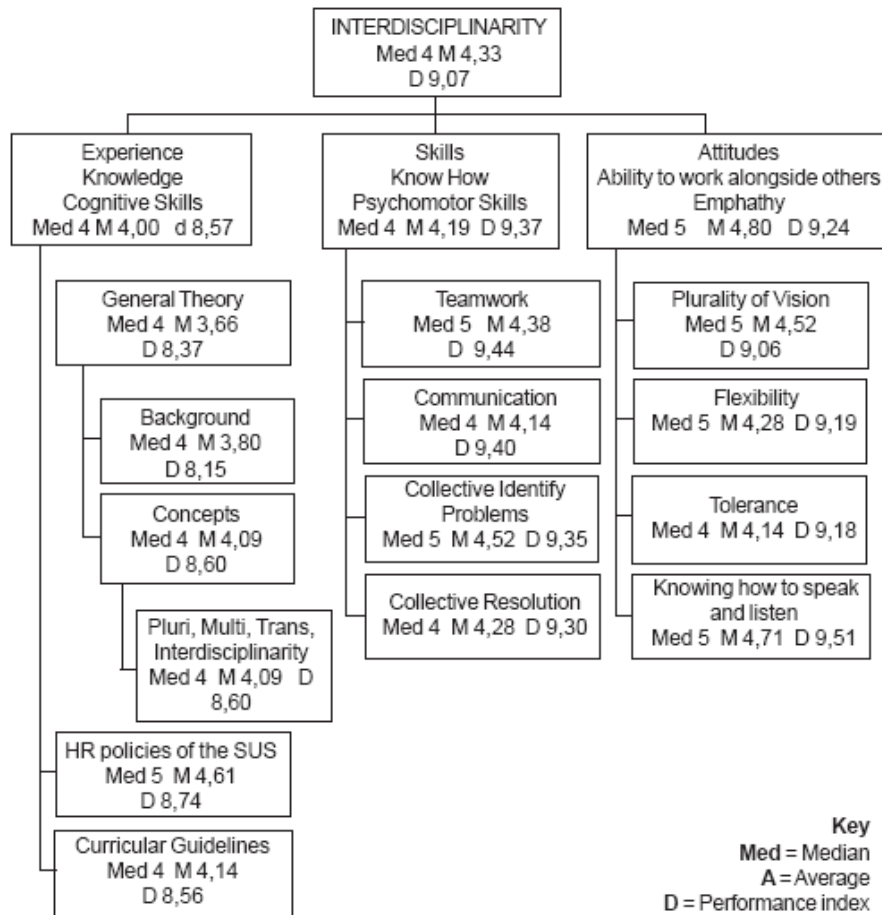 INTERDISCIPLINARITY
Med 4 M 4,33
D 9,07
Experience
Knowledge
Cognitive Skills
Med 4 M 4,00 d 8,57
General Theory
Med 4 M 3,66
D 8,37
Background
Med 4 M 3,80
D 8,15
Concepts
Med 4 M 4,09
D 8,60
Pluri, Multi, Trans,
Interdisciplinarity
Med 4 M 4,09 D
8,60
HR policies of the SUS
Med 5 M 4,61
D 8,74
Curricular Guidelines
Med 4 M 4,14
D 8,56
Skills
Know How
Psychomotor Skills
Med 4 M 4,19 D 9,37
Teamwork
Med 5 M 4,38
D 9,44
Communication
Med 4 M 4,14
D 9,40
Collective Identify
Problems
Med 5 M 4,52 D 9,35
Collective Resolution
Med 4 M 4,28 D 9,30
Attitudes
Ability to work alongside others
Emphathy
Med 5 M 4,80 D 9,24
Plurality of Vision
Med 5 M 4,52
D 9,06
Flexibility
Med 5 M 4,28 D 9,19
Tolerance
Med 4 M 4,14 D 9,18
Knowing how to speak
and listen
Med 5 M 4,71 D 9,51
Key
Med = Median
A = Average
D = Performance index